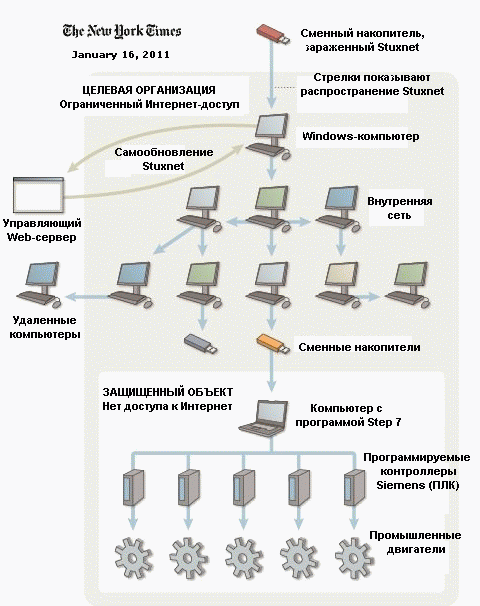 The New York Times
January 16, 2011
Сменный накопитель,
зараженный Stuxnet
Стрелки показывают
распространение Stuxnet
ЦЕЛЕВАЯ ОРГАНИЗАЦИЯ
Ограниченный Интернет-доступ
Windows-компьютер
Самообновление
Stuxnet
Управляющий
Web-сервер
Внутренняя
сеть
Удаленные
компьютеры
Сменные накопители
ЗАЩИЩЕННЫЙ ОБЪЕКТ
Нет доступа к Интернет
Компьютер с
программой Step 7
Программируемые
контроллеры
Siemens (ПЛК)
Промышленные
двигатели